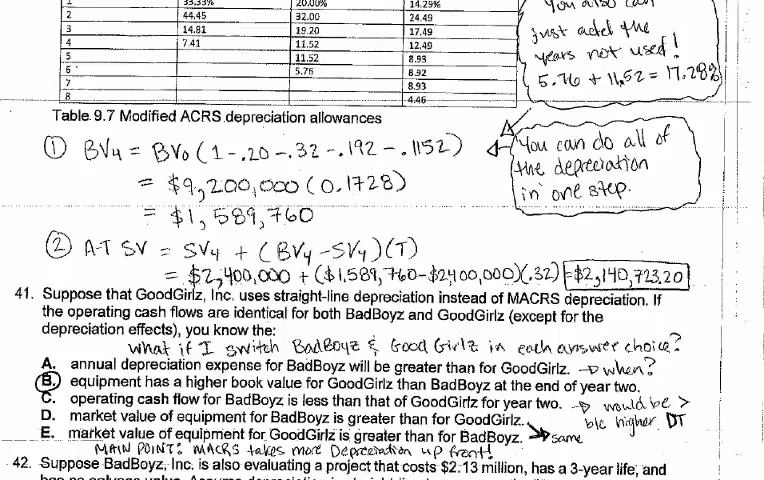 1 33.33% 20.00% 14.29%
2 44.45 32.00 24.49
3 14.81 19.20 17.49
4 7.41 11.52 12.49
5 11.52 8.93
6 5.76 8.92
7 8.93
8 4.46
You also can
just add the
years not used!
5.76 + 11.52 = 17.28%
Table 9.7 Modified ACRS depreciation allowances
① BV4 = BV0 (1-.20-.32-.192-.1152)
= $9,200,000 (0.1728)
= $1,589,760
You can do all of
the depreciation
in one step.
② A-T SV = SV4 + (BV4-SV4)(T)
= $2,400,000 + ($1,589,760-$2,400,000)(.32) = $2,140,723.20
41. Suppose that GoodGirlz, Inc. uses straight-line depreciation instead of MACRS depreciation. If
the operating cash flows are identical for both BadBoyz and GoodGirlz (except for the
depreciation effects), you know the:
What if I switch BadBoyz & Good Girlz in each answer choice?
A. annual depreciation expense for BadBoyz will be greater than for GoodGirlz. → when?
B. equipment has a higher book value for GoodGirlz than BadBoyz at the end of year two.
C. operating cash flow for BadBoyz is less than that of GoodGirlz for year two. → would be >
b/c higher DT
D. market value of equipment for BadBoyz is greater than for GoodGirlz.
E. market value of equipment for GoodGirlz is greater than for BadBoyz. → same
MAIN POINT: MACRS takes more Depreciation up front!
42. Suppose BadBoyz, Inc. is also evaluating a project that costs $2.13 million, has a 3-year life, and